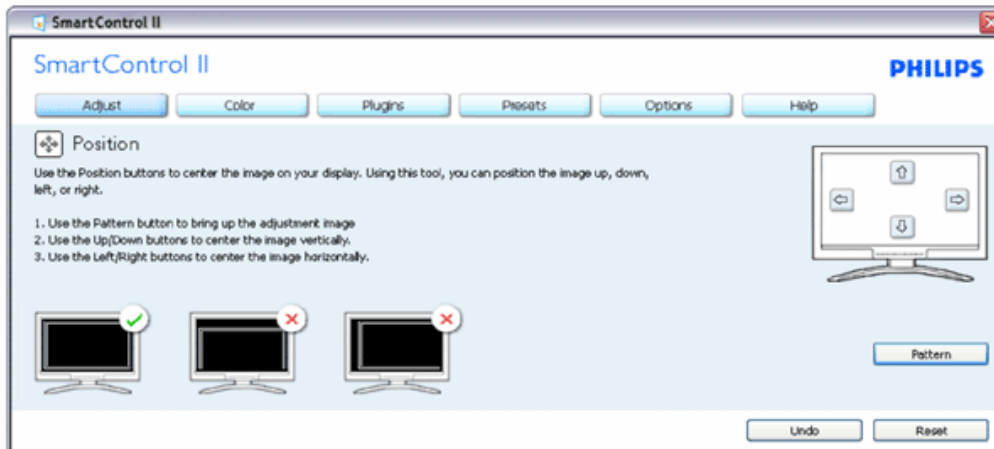 SmartControl II
SmartControl II
PHILIPS
Adjust Color Plugins Presets Options Help
Position
Use the Position buttons to center the image on your display. Using this tool, you can position the image up, down,
left, or right.
1. Use the Pattern button to bring up the adjustment image
2. Use the Up/Down buttons to center the image vertically.
3. Use the Left/Right buttons to center the image horizontally.
Pattern
Undo Reset